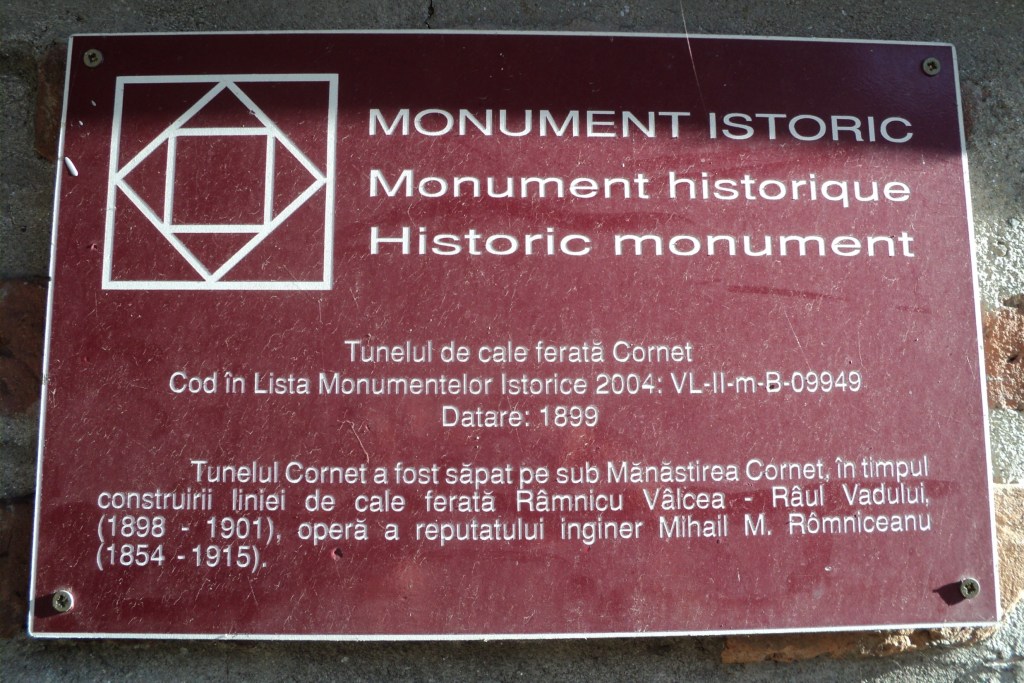 MONUMENT ISTORIC
Monument historique
Historic monument
Tunelul de cale ferată Cornet
Cod în Lista Monumentelor Istorice 2004: VL-II-m-B-09949
Datare: 1899
Tunelul Cornet a fost săpat pe sub Mănăstirea Cornet, în timpul
construirii liniei de cale ferată Râmnicu Vâlcea - Râul Vadului,
(1898 - 1901), operă a reputatului inginer Mihail M. Rômniceanu
(1854 - 1915).